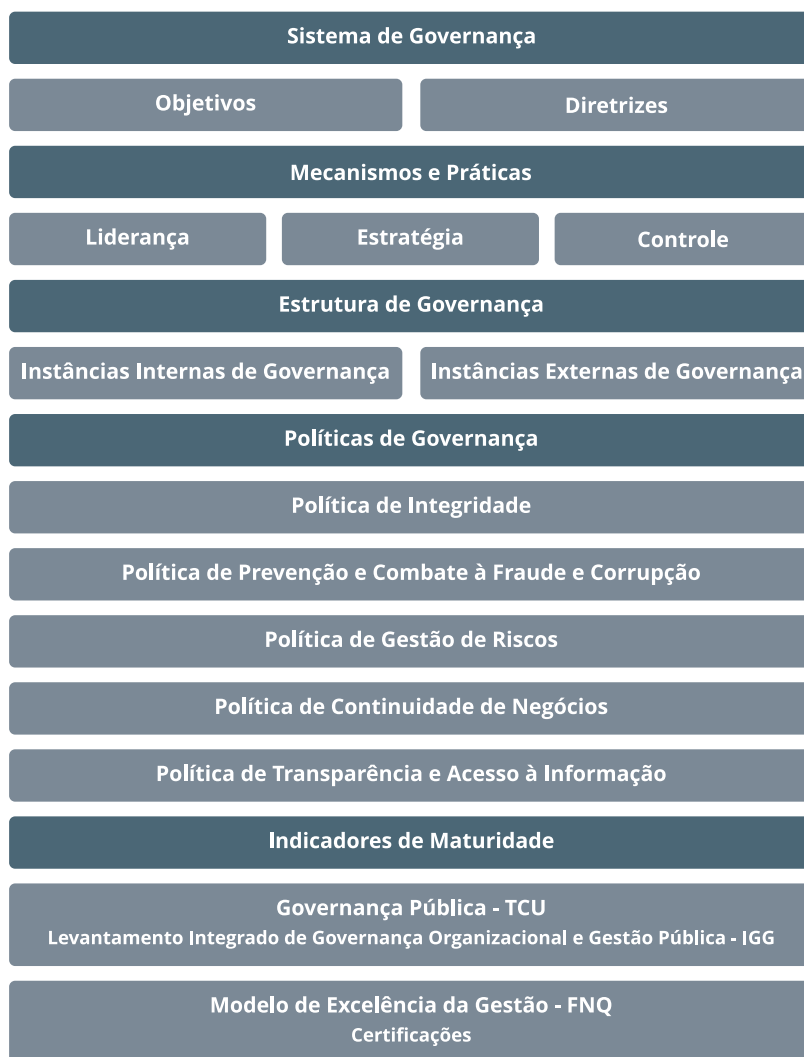 Sistema de Governança
Objetivos
Diretrizes
Mecanismos e Práticas
Liderança
Estratégia
Controle
Estrutura de Governança
Instâncias Internas de Governança
Instâncias Externas de Governança
Políticas de Governança
Política de Integridade
Política de Prevenção e Combate à Fraude e Corrupção
Política de Gestão de Riscos
Política de Continuidade de Negócios
Política de Transparência e Acesso à Informação
Indicadores de Maturidade
Governança Pública - TCU
Levantamento Integrado de Governança Organizacional e Gestão Pública - IGG
Modelo de Excelência da Gestão - FNQ
Certificações